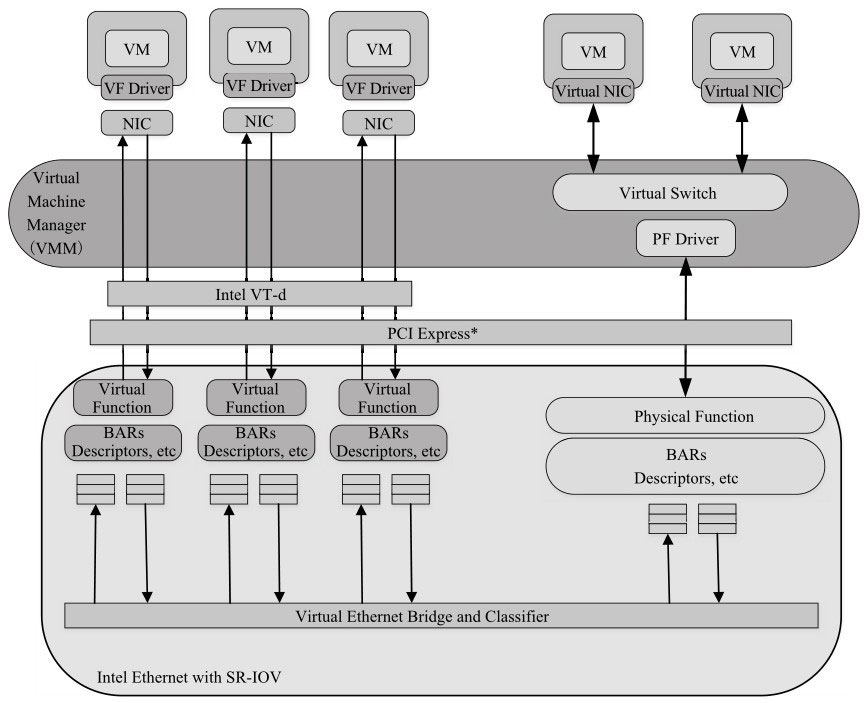 VM
VM
VM
VM
VM
VF Driver
VF Driver
VF Driver
Virtual NIC
Virtual NIC
NIC
NIC
NIC
Virtual
Machine
Manager
(VMM)
Virtual Switch
PF Driver
Intel VT-d
PCI Express*
Virtual
Function
Virtual
Function
Virtual
Function
Physical Function
BARs
Descriptors, etc
BARs
Descriptors, etc
BARs
Descriptors, etc
BARs
Descriptors, etc
Virtual Ethernet Bridge and Classifier
Intel Ethernet with SR-IOV